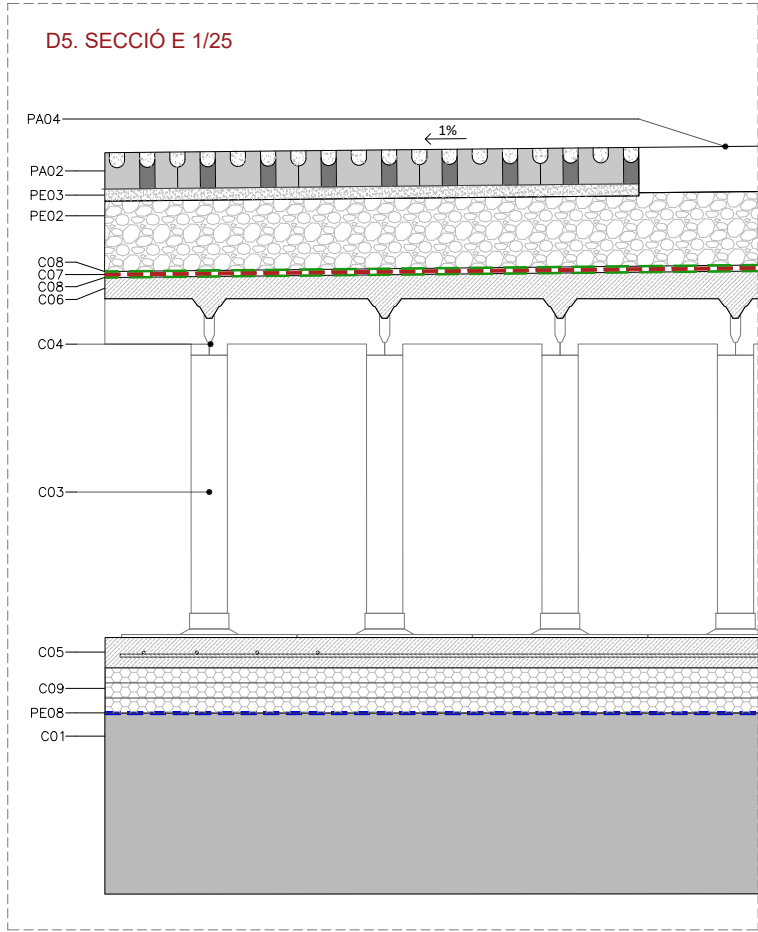 D5. SECCIÓ E 1/25
PA04
1%
PA02
PE03
PE02
C08
C07
C08
C06
C04
C03
C05
C09
PE08
C01